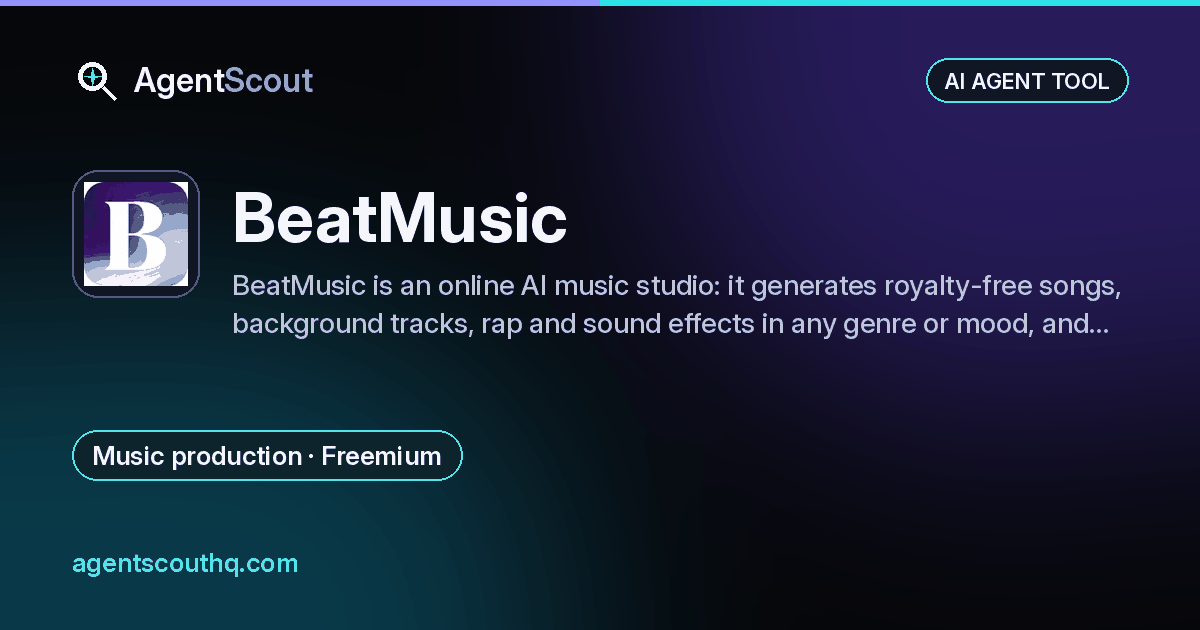 AgentScout
AI AGENT TOOL
B
BeatMusic
BeatMusic is an online AI music studio: it generates royalty-free songs,
background tracks, rap and sound effects in any genre or mood, and...
Music production · Freemium
agentscouthq.com